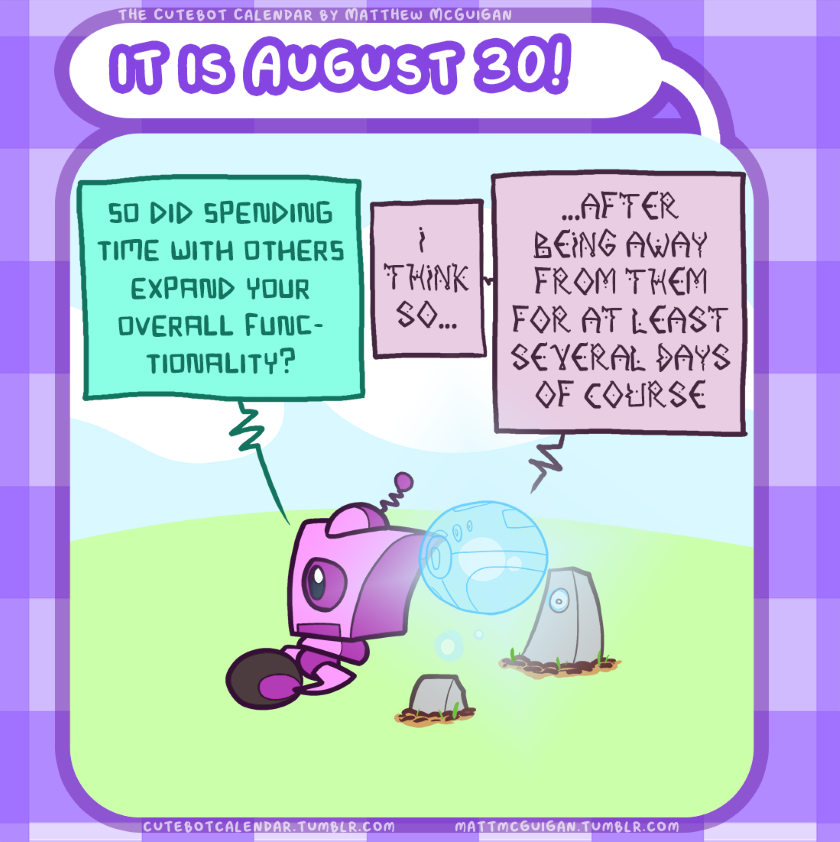 THE CUTEBOT CALENDAR BY MATTHEW MCGUIGAN
IT IS AUGUST 30!
SO DID SPENDING
TIME WITH OTHERS
EXPAND YOUR
OVERALL FUNC-
TIONALITY?
I
THINK
SO...
...AFTER
BEING AWAY
FROM THEM
FOR AT LEAST
SEVERAL DAYS
OF COURSE
CUTEBOTCALENDAR.TUMBLR.COM
MATTMCGUIGAN.TUMBLR.COM